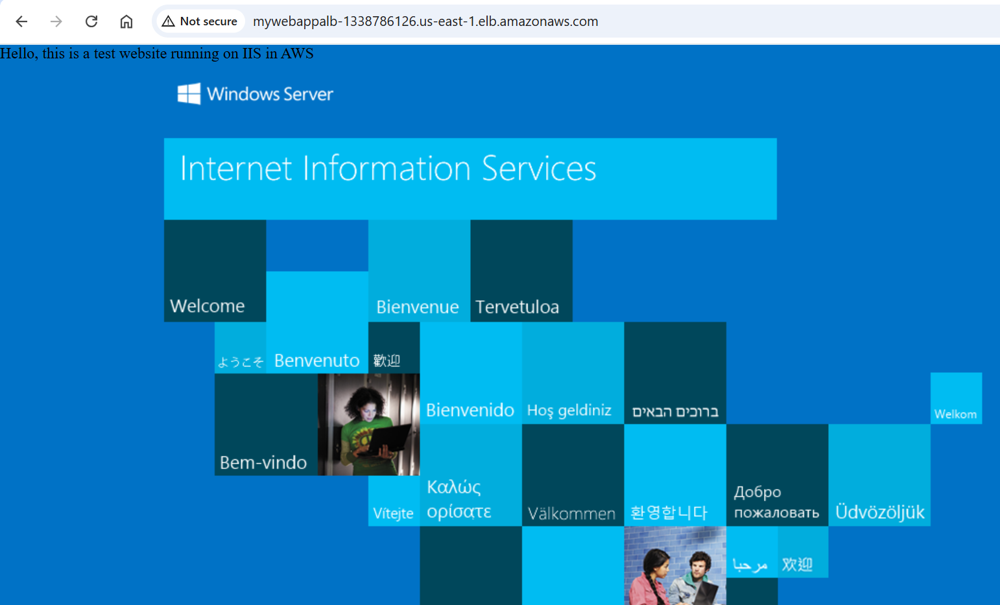 Not secure
mywebappalb-1338786126.us-east-1.elb.amazonaws.com
Hello, this is a test website running on IIS in AWS
Windows Server
Internet Information Services
Welcome
Bienvenue
Tervetuloa
ようこそ
Benvenuto
歡迎
Bienvenido
Hoş geldiniz
ברוכים הבאים
Welkom
Bem-vindo
Vítejte
Καλώς
ορίσατε
Välkommen
환영합니다
Добро
пожаловать
Üdvözöljük
مرحبا
欢迎